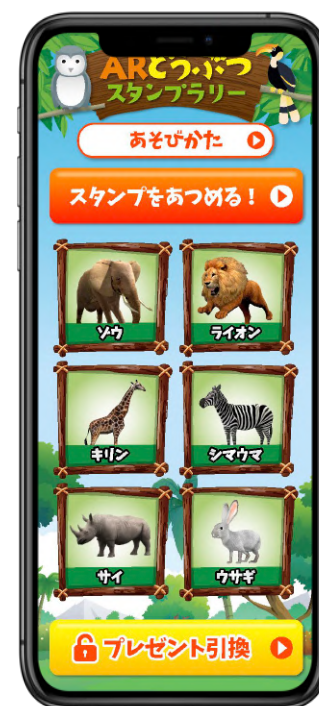 ARどうぶつ
スタンプラリー
あそびかた
スタンプをあつめる!
ゾウ
ライオン
キリン
シマウマ
サイ
ウサギ
プレゼント引換